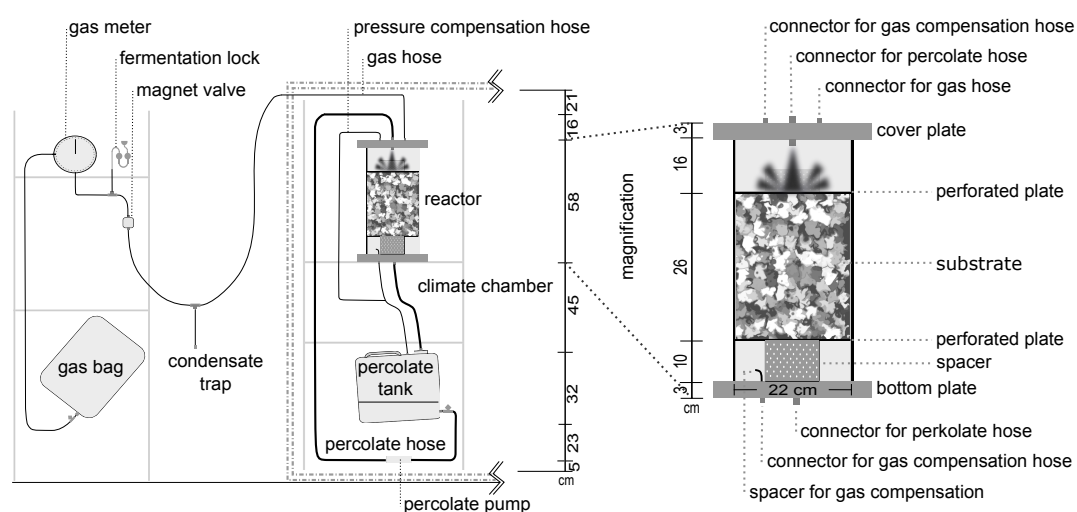 gas meter
fermentation lock
magnet valve
pressure compensation hose
gas hose
reactor
climate chamber
condensate
trap
gas bag
percolate
tank
percolate hose
percolate pump
21
16
58
45
32
23
5
cm
magnification
connector for gas compensation hose
connector for percolate hose
connector for gas hose
3
cover plate
16
perforated plate
26
substrate
perforated plate
10
spacer
3
22 cm
bottom plate
cm
connector for perkolate hose
connector for gas compensation hose
spacer for gas compensation